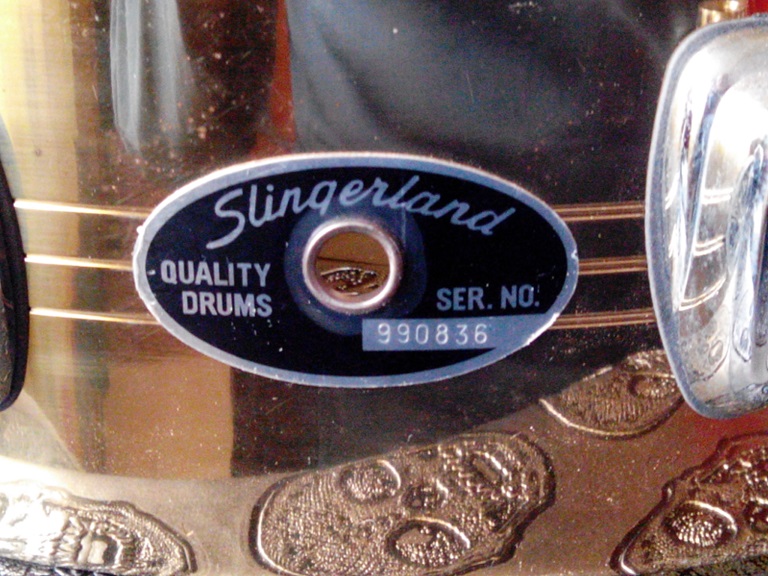 Slingerland
QUALITY
DRUMS
SER. NO.
990836